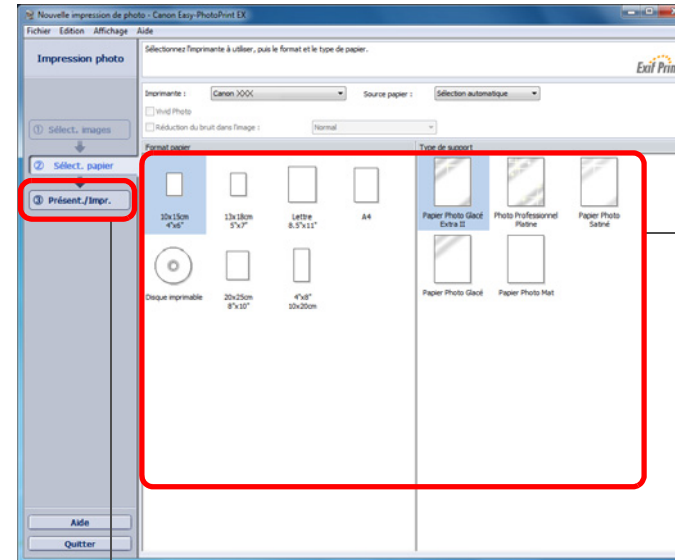 Nouvelle impression de photo - Canon Easy-PhotoPrint EX
Fichier Edition Affichage Aide
Impression photo
Sélectionnez l'imprimante à utiliser, puis le format et le type de papier.
Exif Prin
Imprimante : Canon XXX Source papier : Sélection automatique
Vivid Photo
Réduction du bruit dans l'image : Normal
① Sélect. images
② Sélect. papier
③ Présent./Impr.
Format papier
Type de support
10x15cm
4"x6"
13x18cm
5"x7"
Lettre
8.5"x11"
A4
Disque imprimable
20x25cm
8"x10"
4"x8"
10x20cm
Papier Photo Glacé
Extra II
Photo Professionnel
Platine
Papier Photo
Satiné
Papier Photo Glacé
Papier Photo Mat
Aide
Quitter